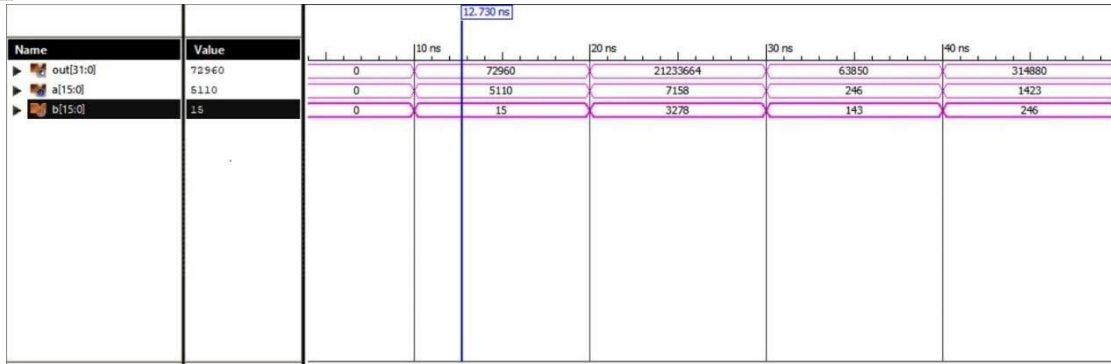 12.730 ns
Name Value 10 ns 20 ns 30 ns 40 ns
out[31:0] 72960 0 72960 21233664 63850 314880
a[15:0] 5110 0 5110 7158 246 1423
b[15:0] 15 0 15 3278 143 246